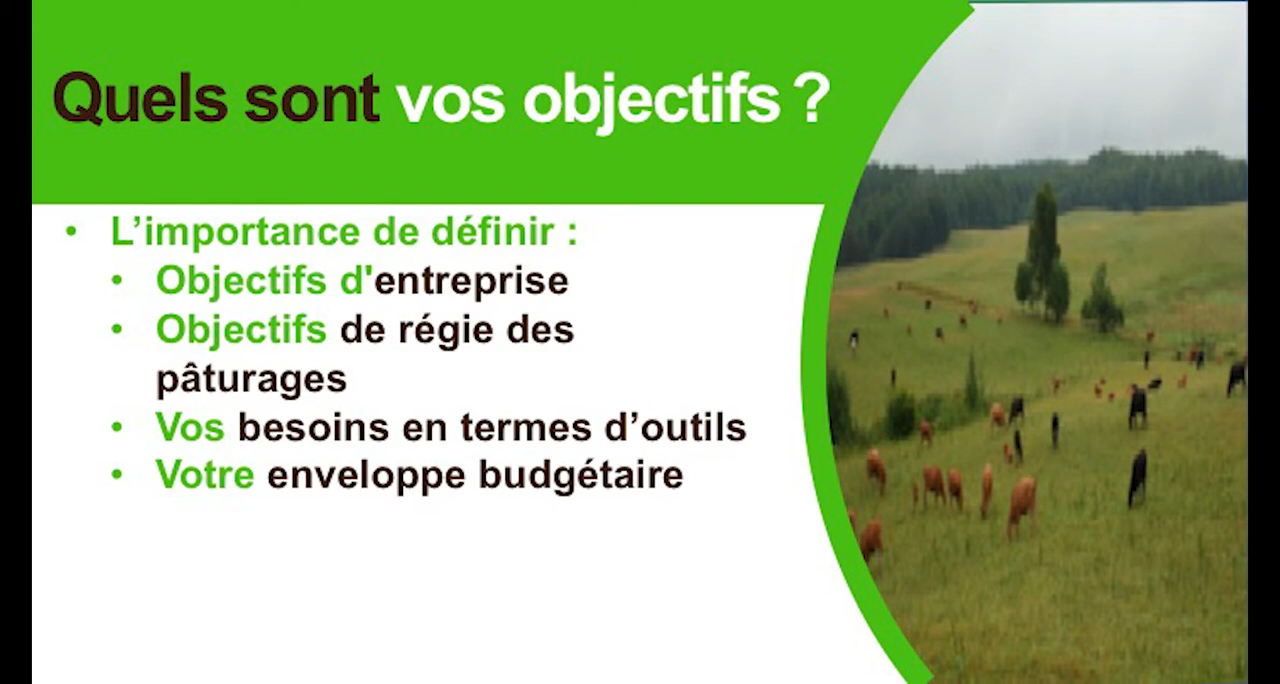 Quels sont vos objectifs ?
• L’importance de définir :
• Objectifs d'entreprise
• Objectifs de régie des
pâturages
• Vos besoins en termes d’outils
• Votre enveloppe budgétaire